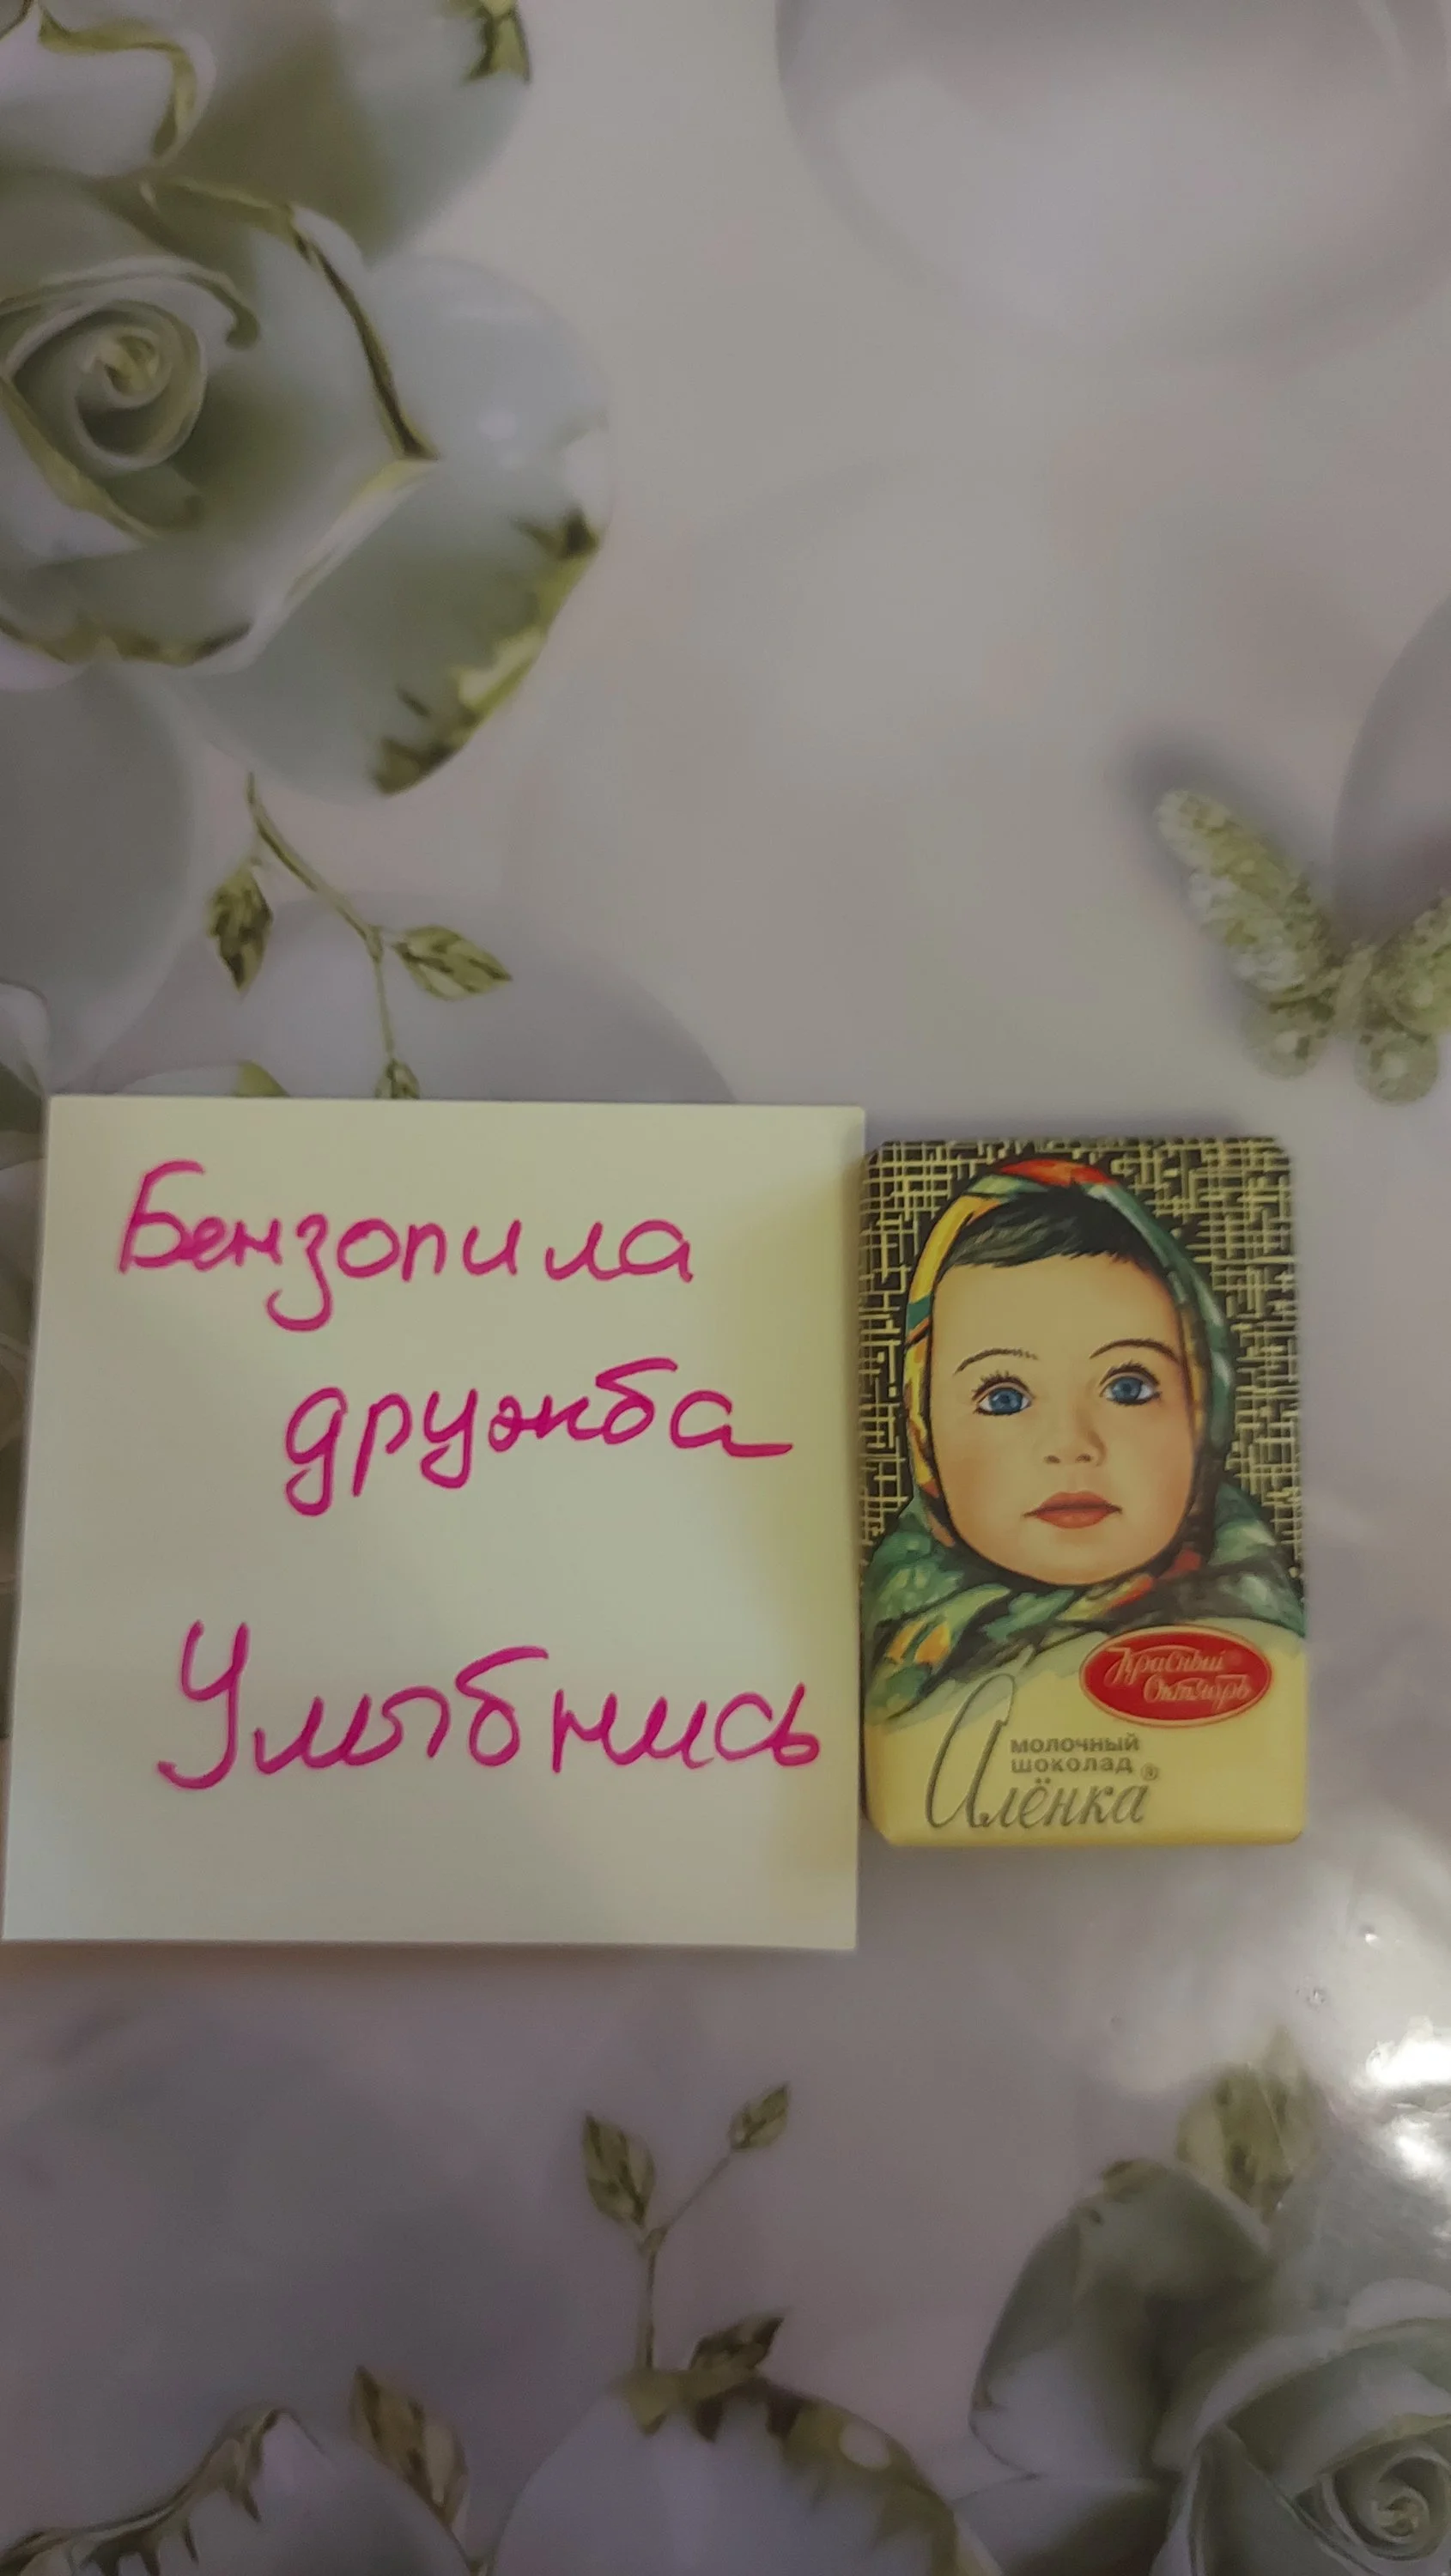 Бензопила
дружба
Улыбнись
Красный
Октябрь
молочный
шоколад
Алёнка®